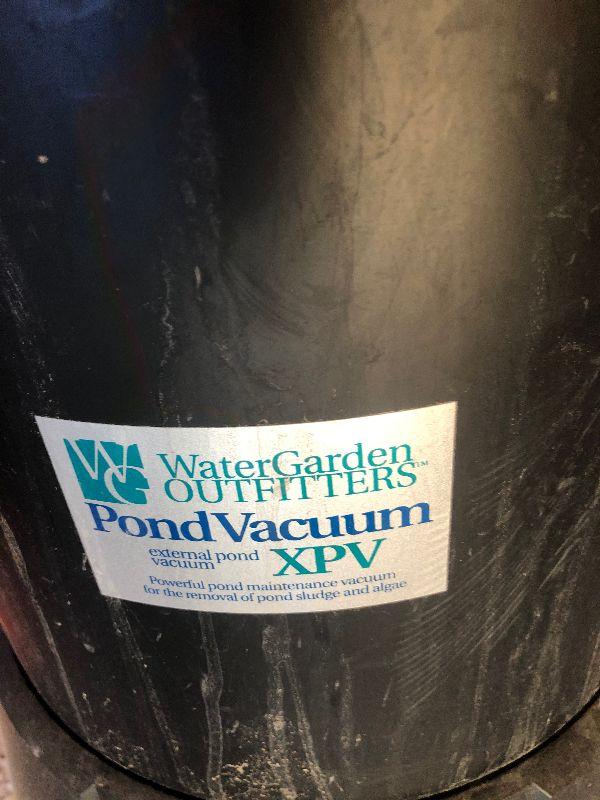 WG
WaterGarden
OUTFITTERS™
PondVacuum
external pond
vacuum
XPV
Powerful pond maintenance vacuum
for the removal of pond sludge and algae